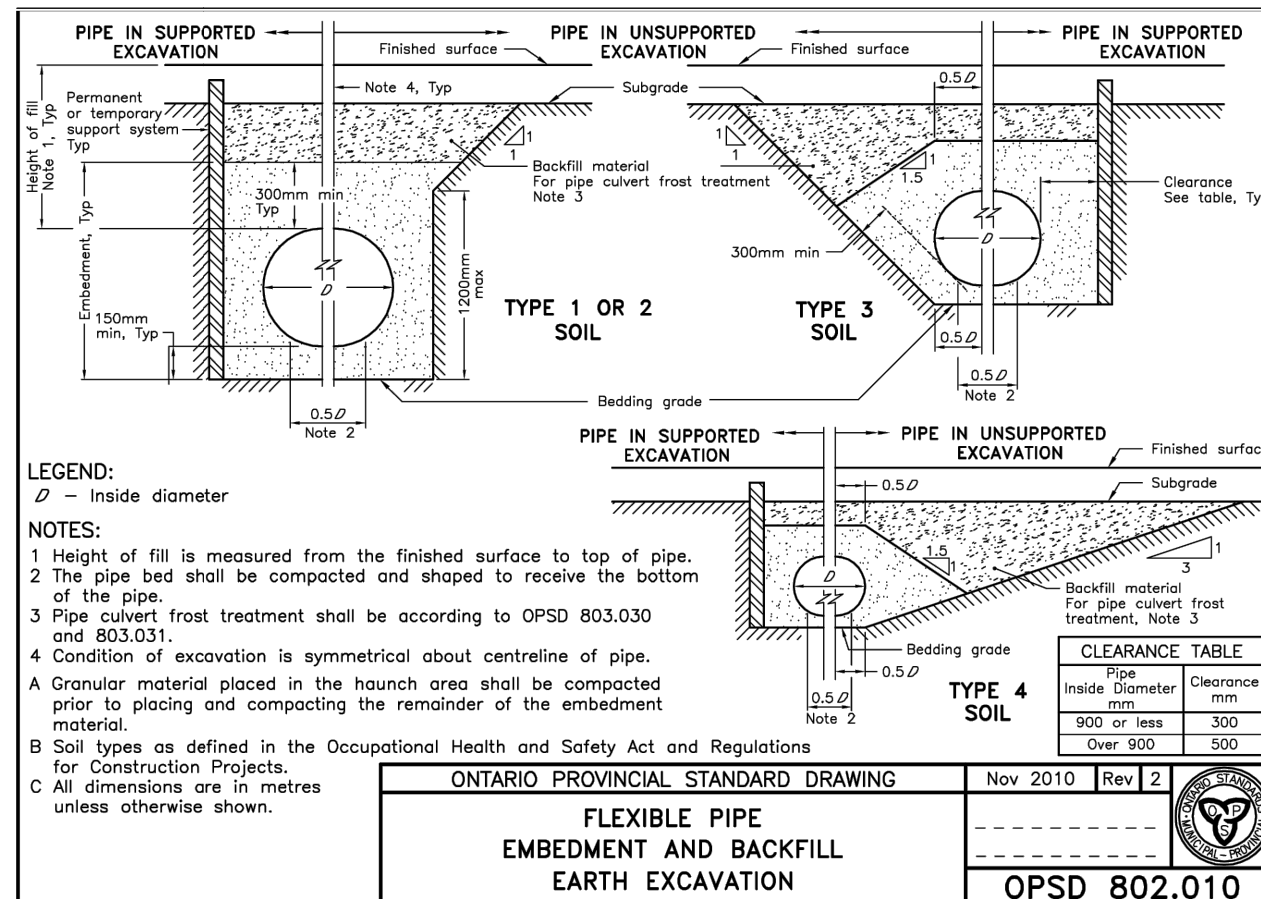 PIPE IN SUPPORTED
EXCAVATION
PIPE IN UNSUPPORTED
EXCAVATION
PIPE IN SUPPORTED
EXCAVATION
Finished surface
Finished surface
Note 4, Typ
Subgrade
0.5D
Height of fill
Note 1, Typ
Permanent
or temporary
support system
Typ
1
1
1
1
Backfill material
For pipe culvert frost treatment
Note 3
1
1.5
Clearance
See table, Ty
300mm min
Typ
Embedment, Typ
D
D
300mm min
1200mm
max
150mm
min, Typ
TYPE 1 OR 2
SOIL
TYPE 3
SOIL
0.5D
Note 2
Bedding grade
0.5D
0.5D
Note 2
PIPE IN SUPPORTED
EXCAVATION
PIPE IN UNSUPPORTED
EXCAVATION
Finished surfac
Subgrade
0.5D
1.5
1
1
3
D
Backfill material
For pipe culvert frost
treatment, Note 3
Bedding grade
0.5D
0.5D
Note 2
TYPE 4
SOIL
LEGEND:
D – Inside diameter
NOTES:
1 Height of fill is measured from the finished surface to top of pipe.
2 The pipe bed shall be compacted and shaped to receive the bottom
of the pipe.
3 Pipe culvert frost treatment shall be according to OPSD 803.030
and 803.031.
4 Condition of excavation is symmetrical about centreline of pipe.
A Granular material placed in the haunch area shall be compacted
prior to placing and compacting the remainder of the embedment
material.
B Soil types as defined in the Occupational Health and Safety Act and Regulations
for Construction Projects.
C All dimensions are in metres
unless otherwise shown.
CLEARANCE TABLE
Pipe
Inside Diameter
mm
Clearance
mm
900 or less 300
Over 900 500
ONTARIO PROVINCIAL STANDARD DRAWING
Nov 2010 Rev 2
FLEXIBLE PIPE
EMBEDMENT AND BACKFILL
EARTH EXCAVATION
ONTARIO STANDARDS
MUNICIPAL – PROVINCIAL
O P S
OPSD 802.010